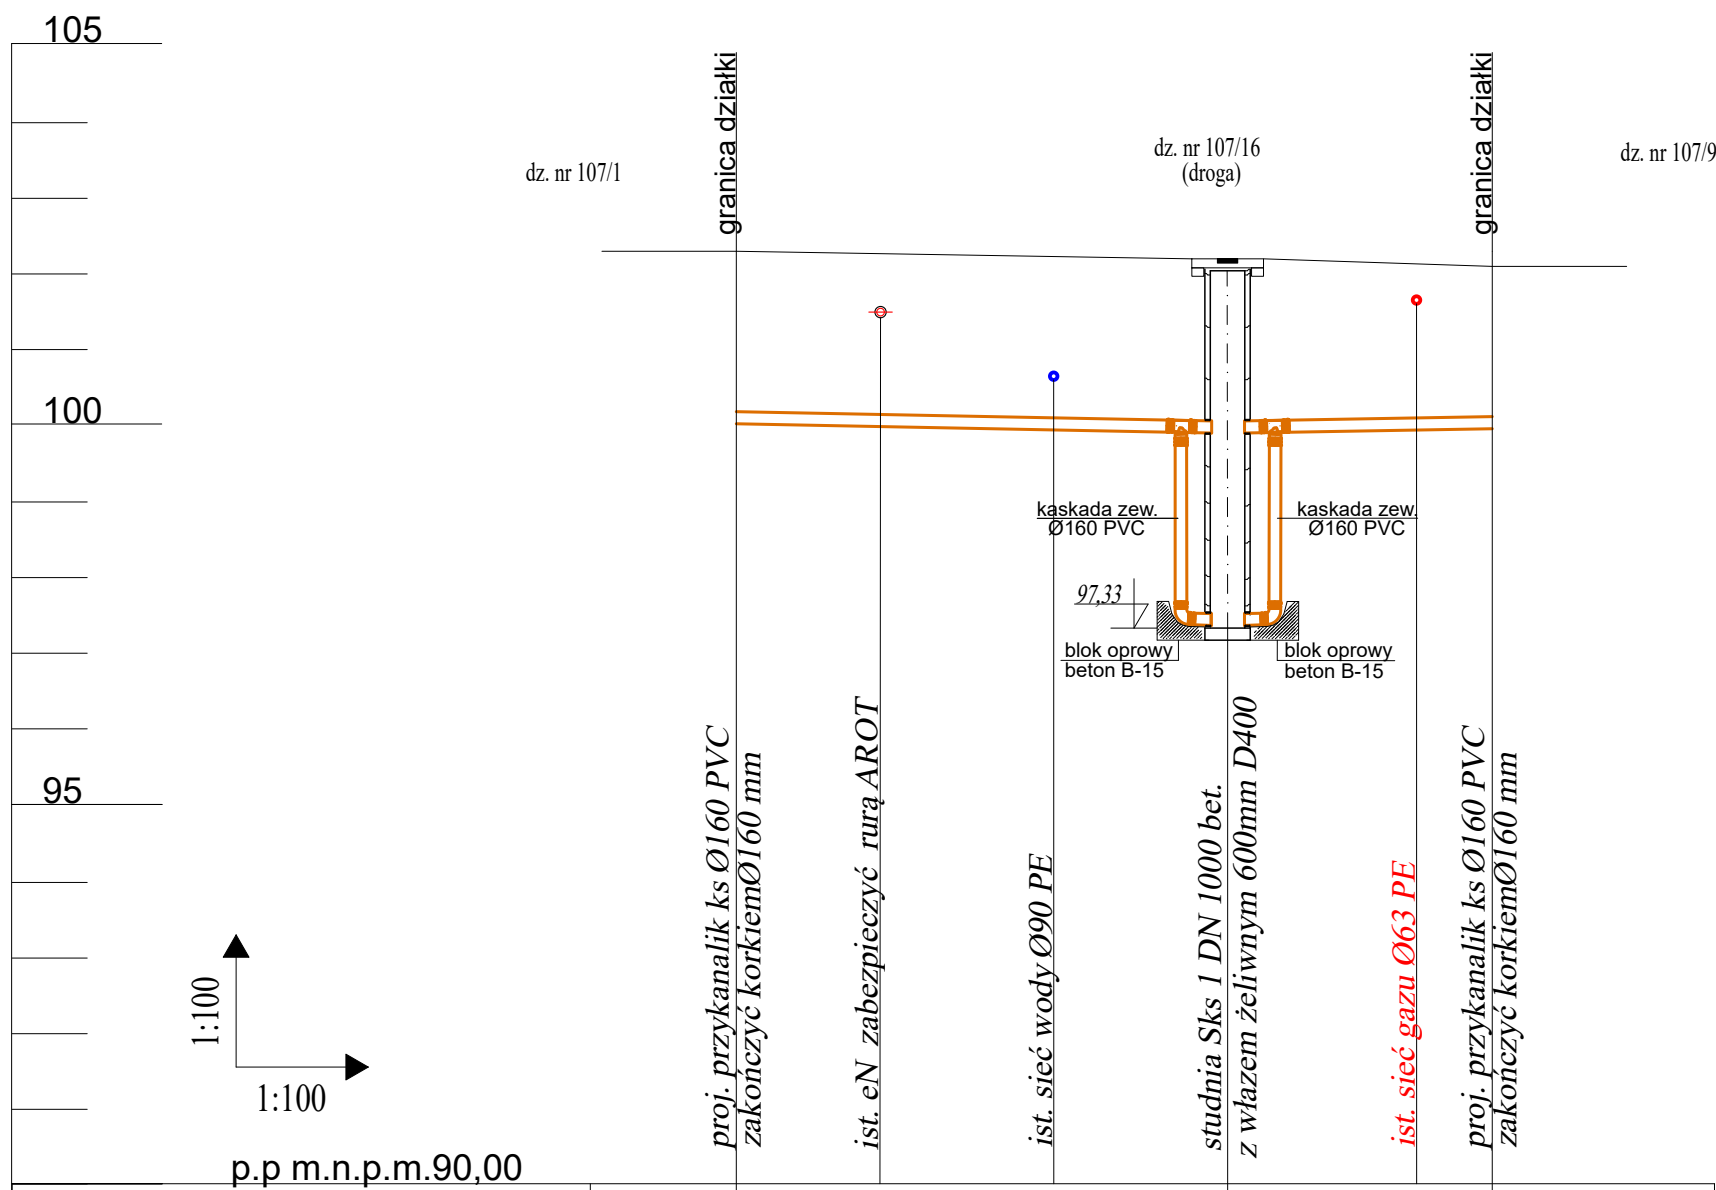 105
granica działki
granica działki
dz. nr 107/1
dz. nr 107/16
(droga)
dz. nr 107/9
100
kaskada zew.
Ø160 PVC
kaskada zew.
Ø160 PVC
97,33
blok oprowy
beton B-15
blok oprowy
beton B-15
95
proj. przykanalik ks Ø160 PVC
zakończyć korkiemØ160 mm
ist. eN zabezpieczyć rurą AROT
ist. sieć wody Ø90 PE
studnia Sks 1 DN 1000 bet.
z włazem żeliwnym 600mm D400
ist. sieć gazu Ø63 PE
proj. przykanalik ks Ø160 PVC
zakończyć korkiemØ160 mm
1:100
1:100
p.p m.n.p.m.90,00